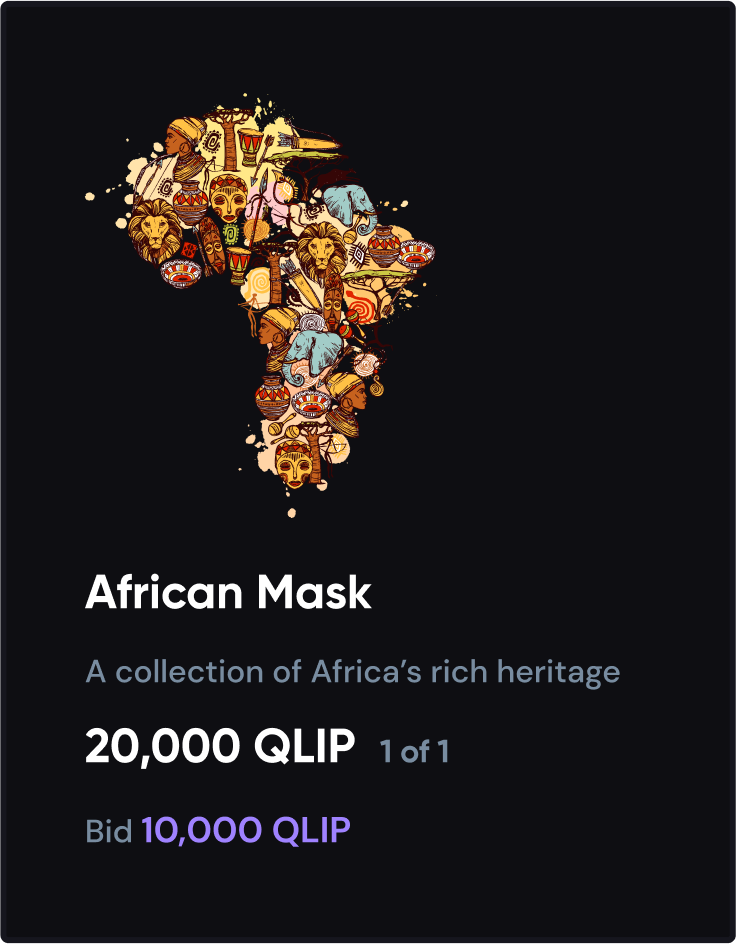 African Mask
A collection of Africa’s rich heritage
20,000 QLIP 1 of 1
Bid 10,000 QLIP